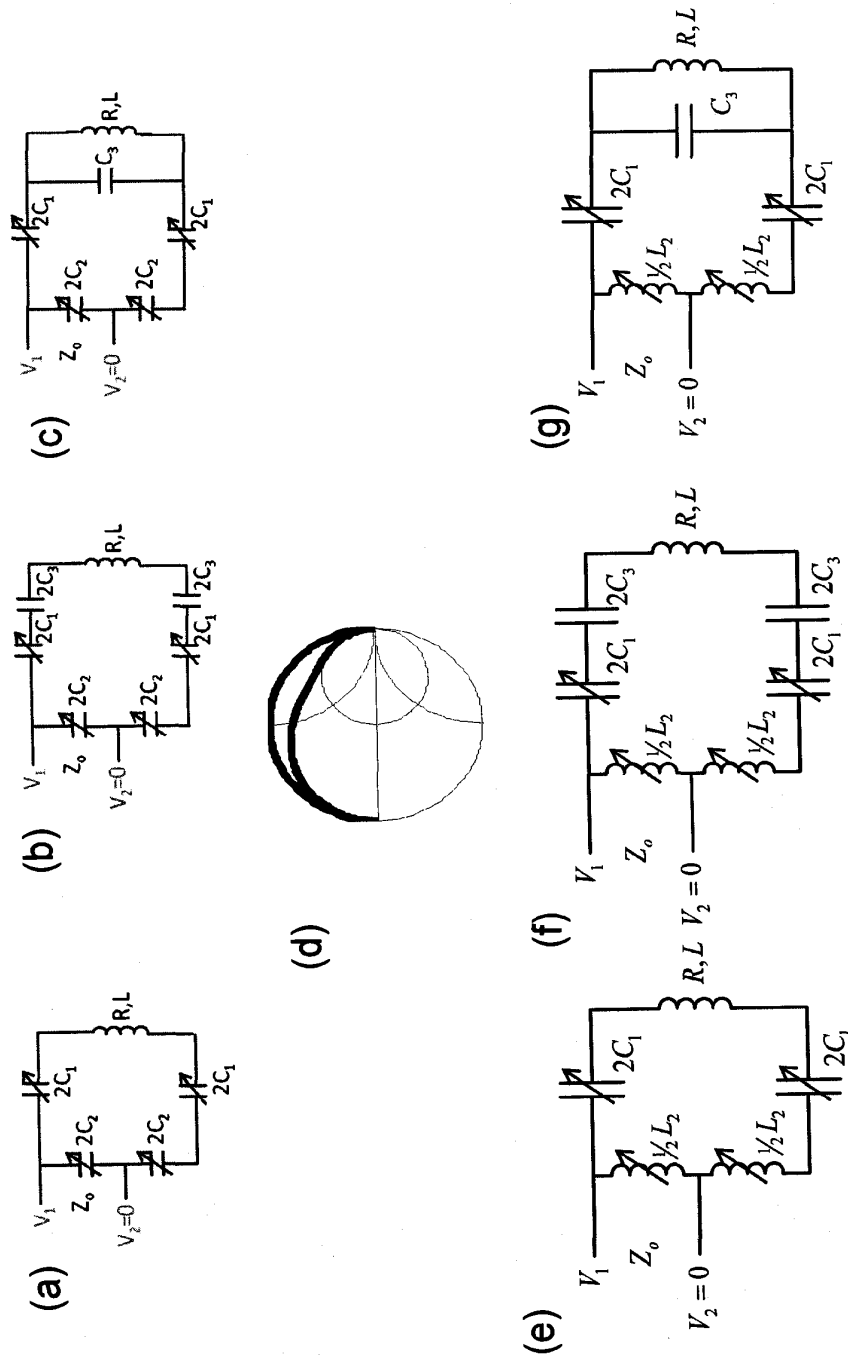 (a)
V₁
Z₀
V₂=0
2C₂
2C₂
2C₁
2C₁
R,L
(b)
V₁
Z₀
V₂=0
2C₂
2C₂
2C₁
2C₃
2C₁
2C₃
R,L
(c)
V₁
Z₀
V₂=0
2C₂
2C₂
2C₁
2C₁
C₃
R,L
(d)
(e)
V₁
Z₀
V₂ = 0
½L₂
½L₂
2C₁
2C₁
R,L
(f)
V₁
Z₀
V₂ = 0
½L₂
½L₂
2C₁
2C₃
2C₁
2C₃
R,L
(g)
V₁
Z₀
V₂ = 0
½L₂
½L₂
2C₁
2C₁
C₃
R,L